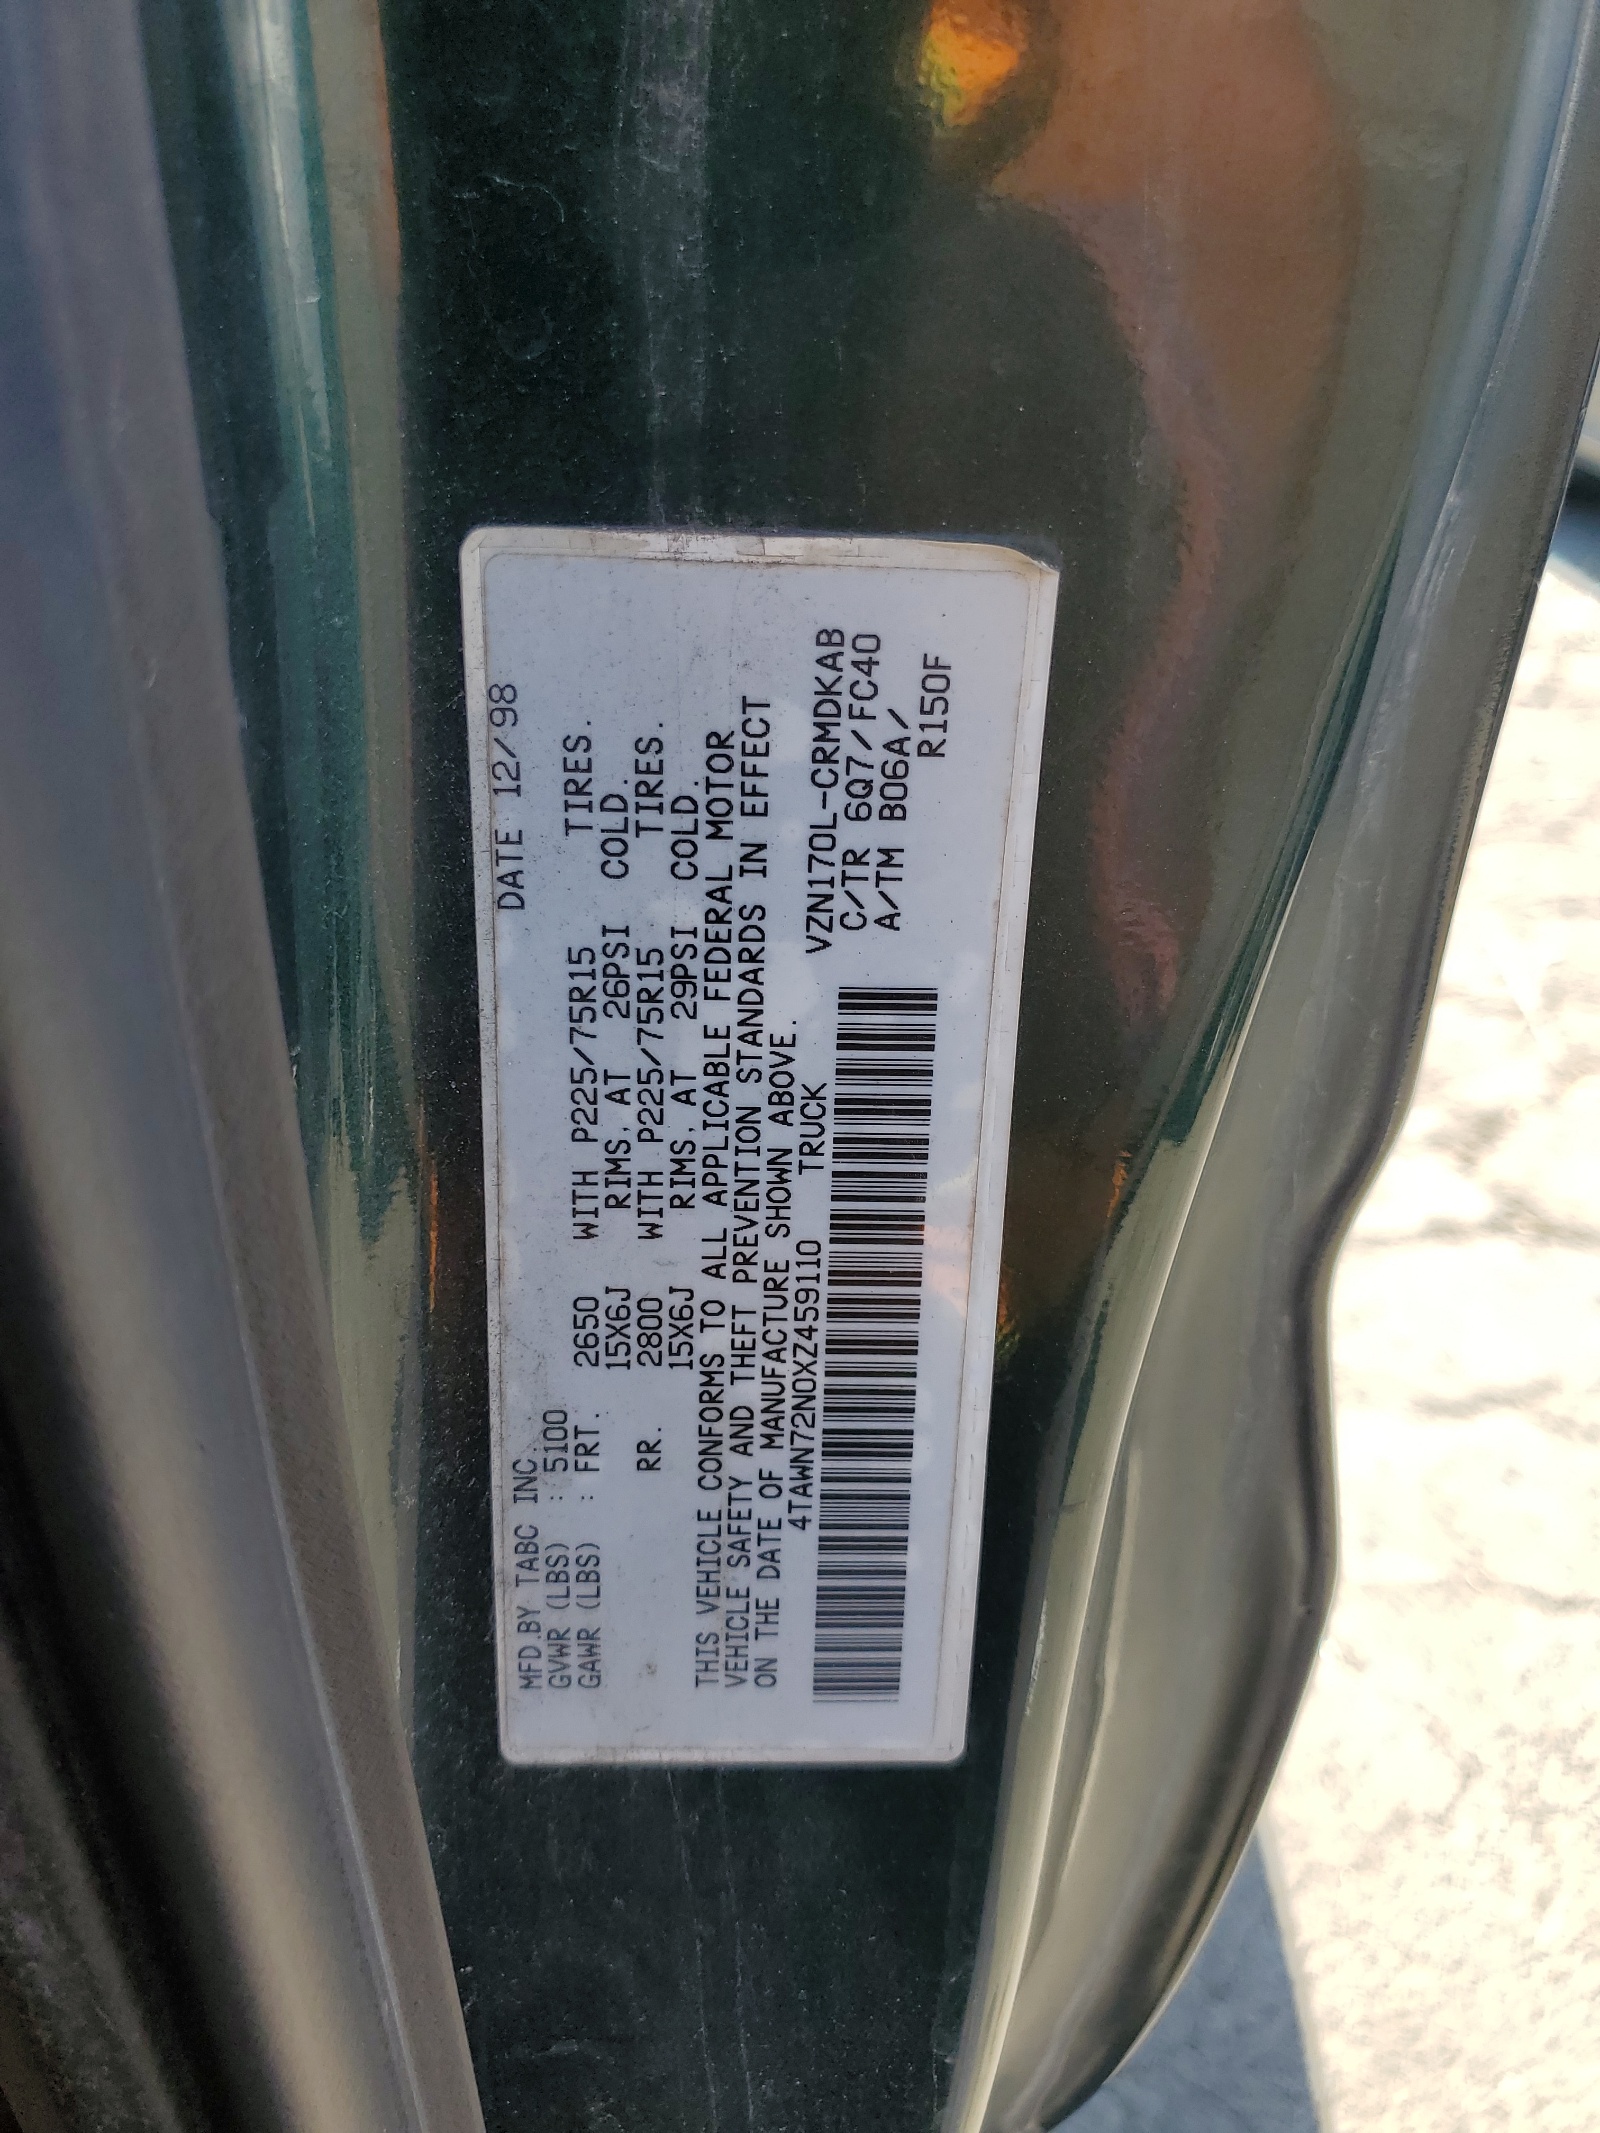 MFD.BY TABC INC. DATE 12/98
GVWR (LBS) : 5100
GAWR (LBS) : FRT. 2650 WITH P225/75R15 TIRES.
15X6J RIMS, AT 26PSI COLD.
RR. 2800 WITH P225/75R15 TIRES.
15X6J RIMS, AT 29PSI COLD.
THIS VEHICLE CONFORMS TO ALL APPLICABLE FEDERAL MOTOR
VEHICLE SAFETY AND THEFT PREVENTION STANDARDS IN EFFECT
ON THE DATE OF MANUFACTURE SHOWN ABOVE.
4TAWN72N0XZ459110 TRUCK
VZN170L-CRMDKAB
C/TR 6Q7/FC40
A/TM B06A/
R150F